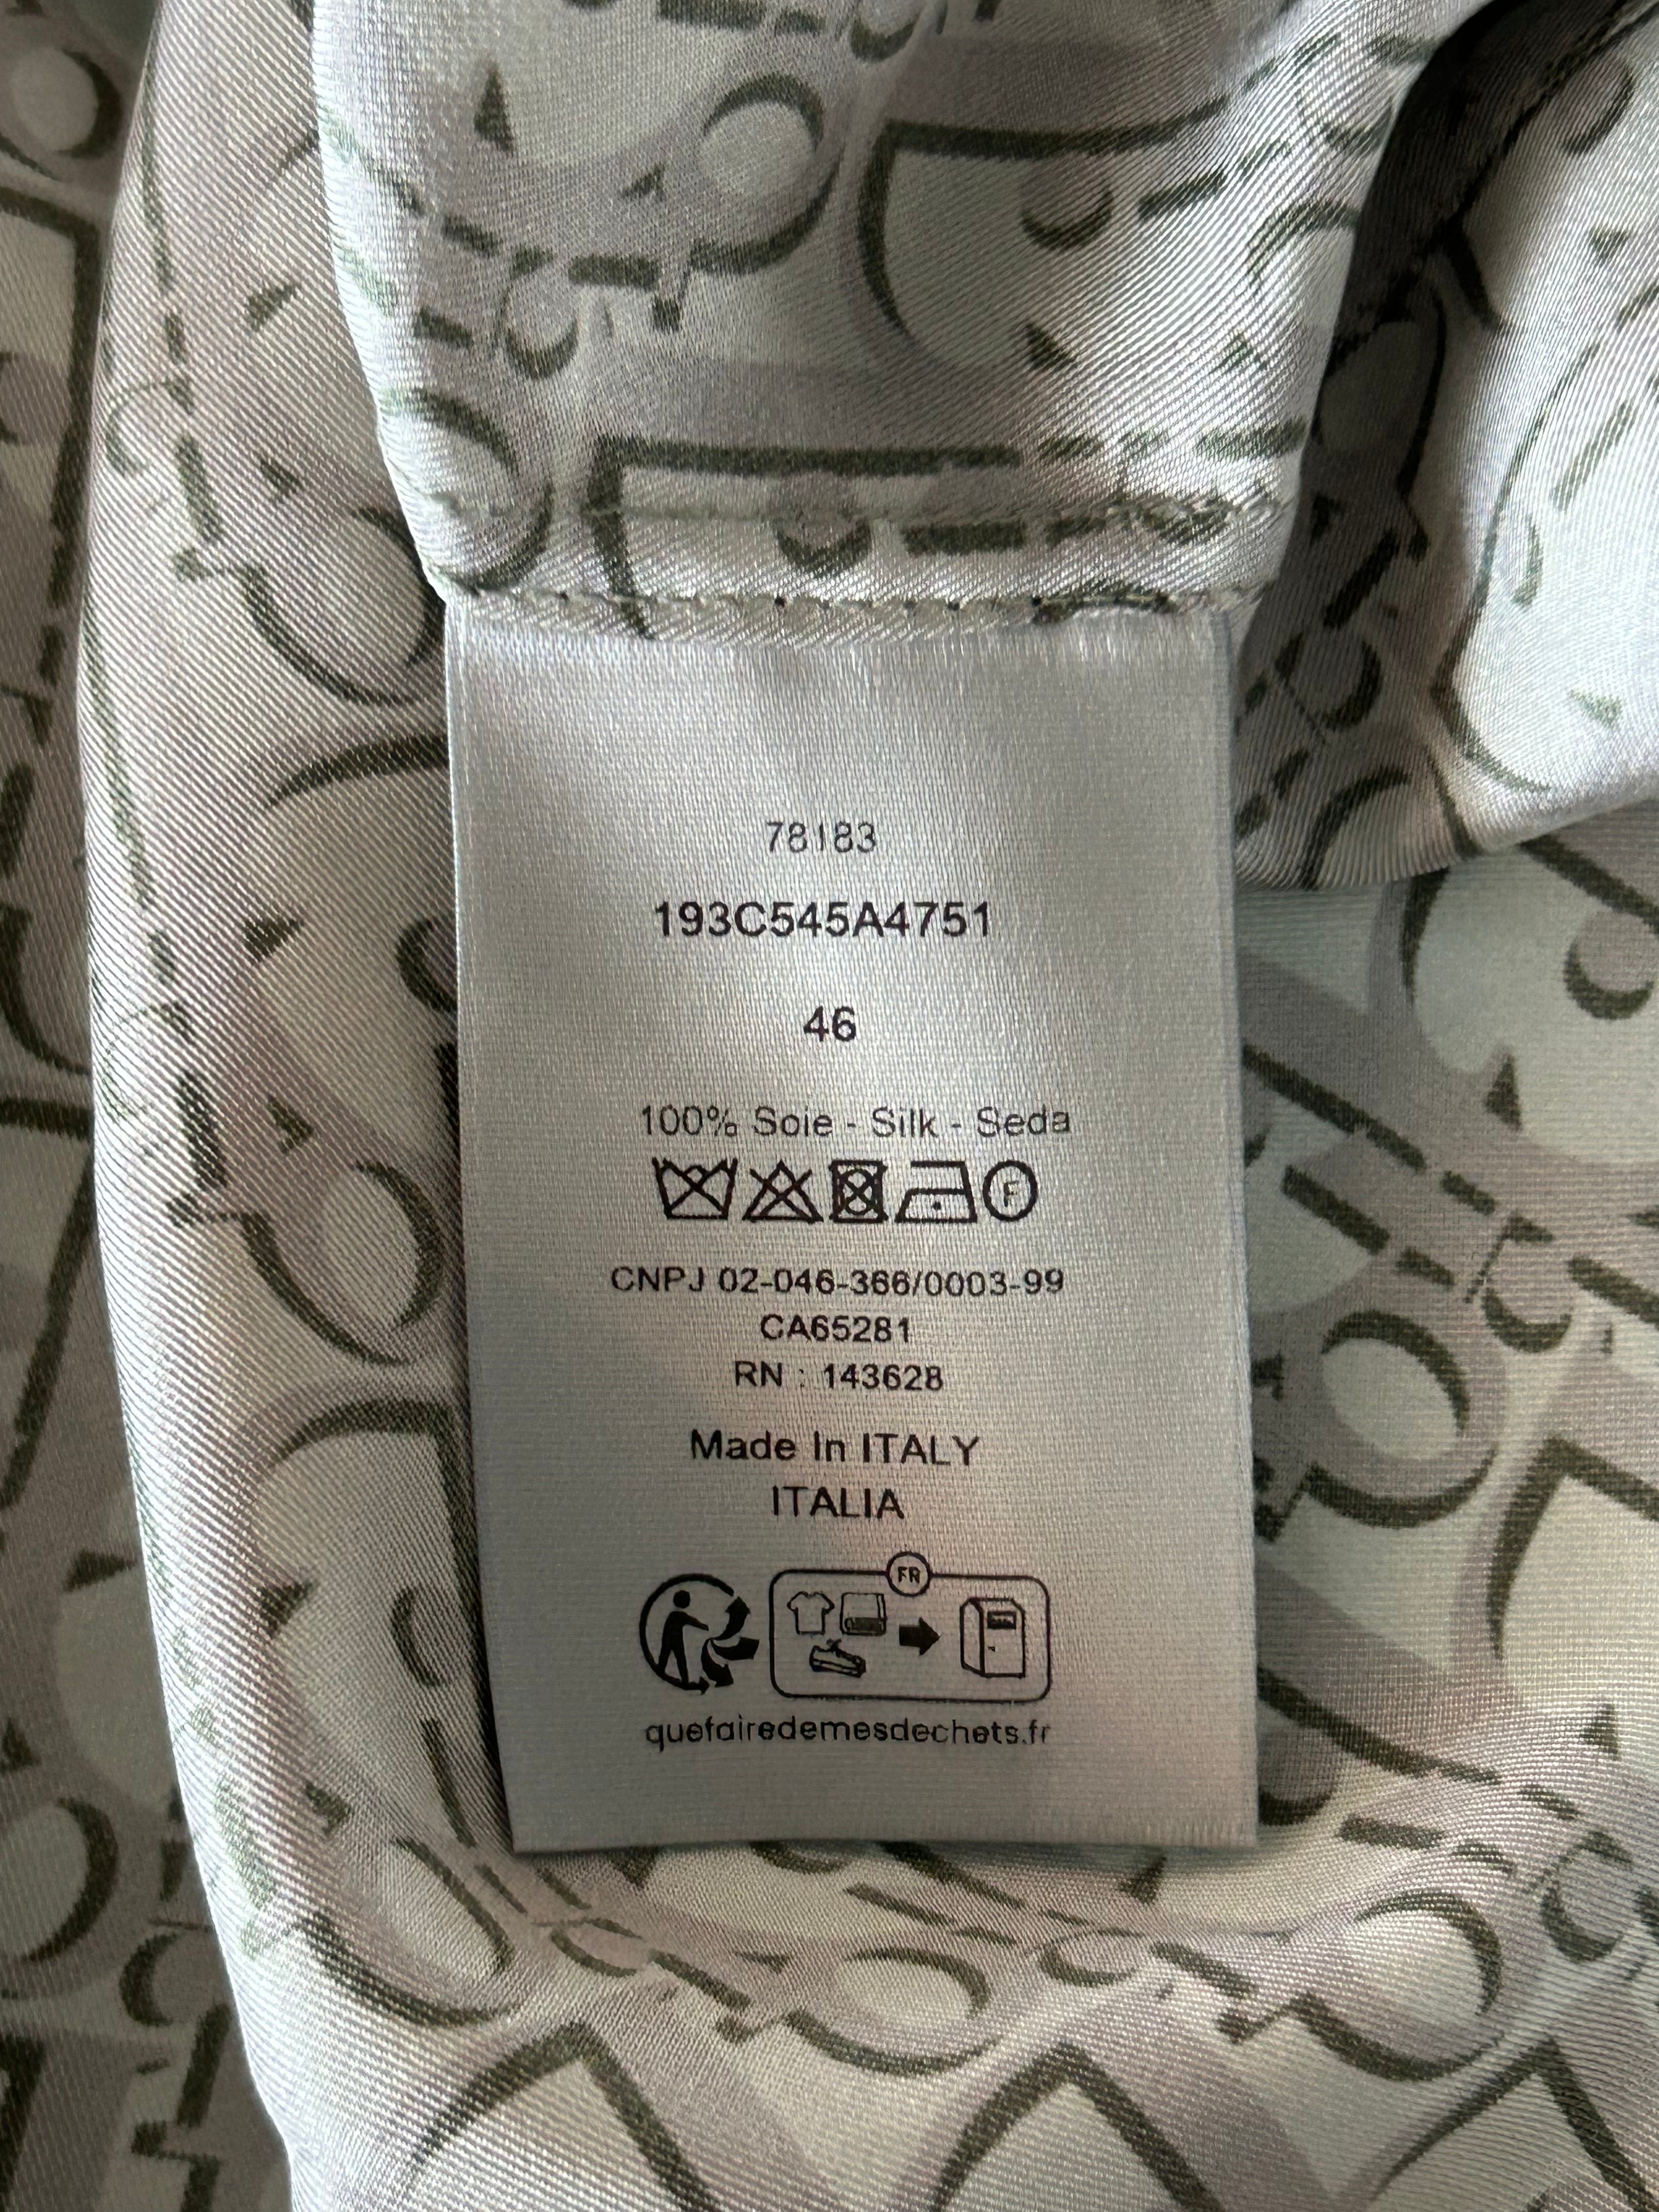 78183
193C545A4751
46
100% Soie - Silk - Seda
F
CNPJ 02-046-366/0003-99
CA65281
RN : 143628
Made In ITALY
ITALIA
FR
quefairedemesdechets.fr